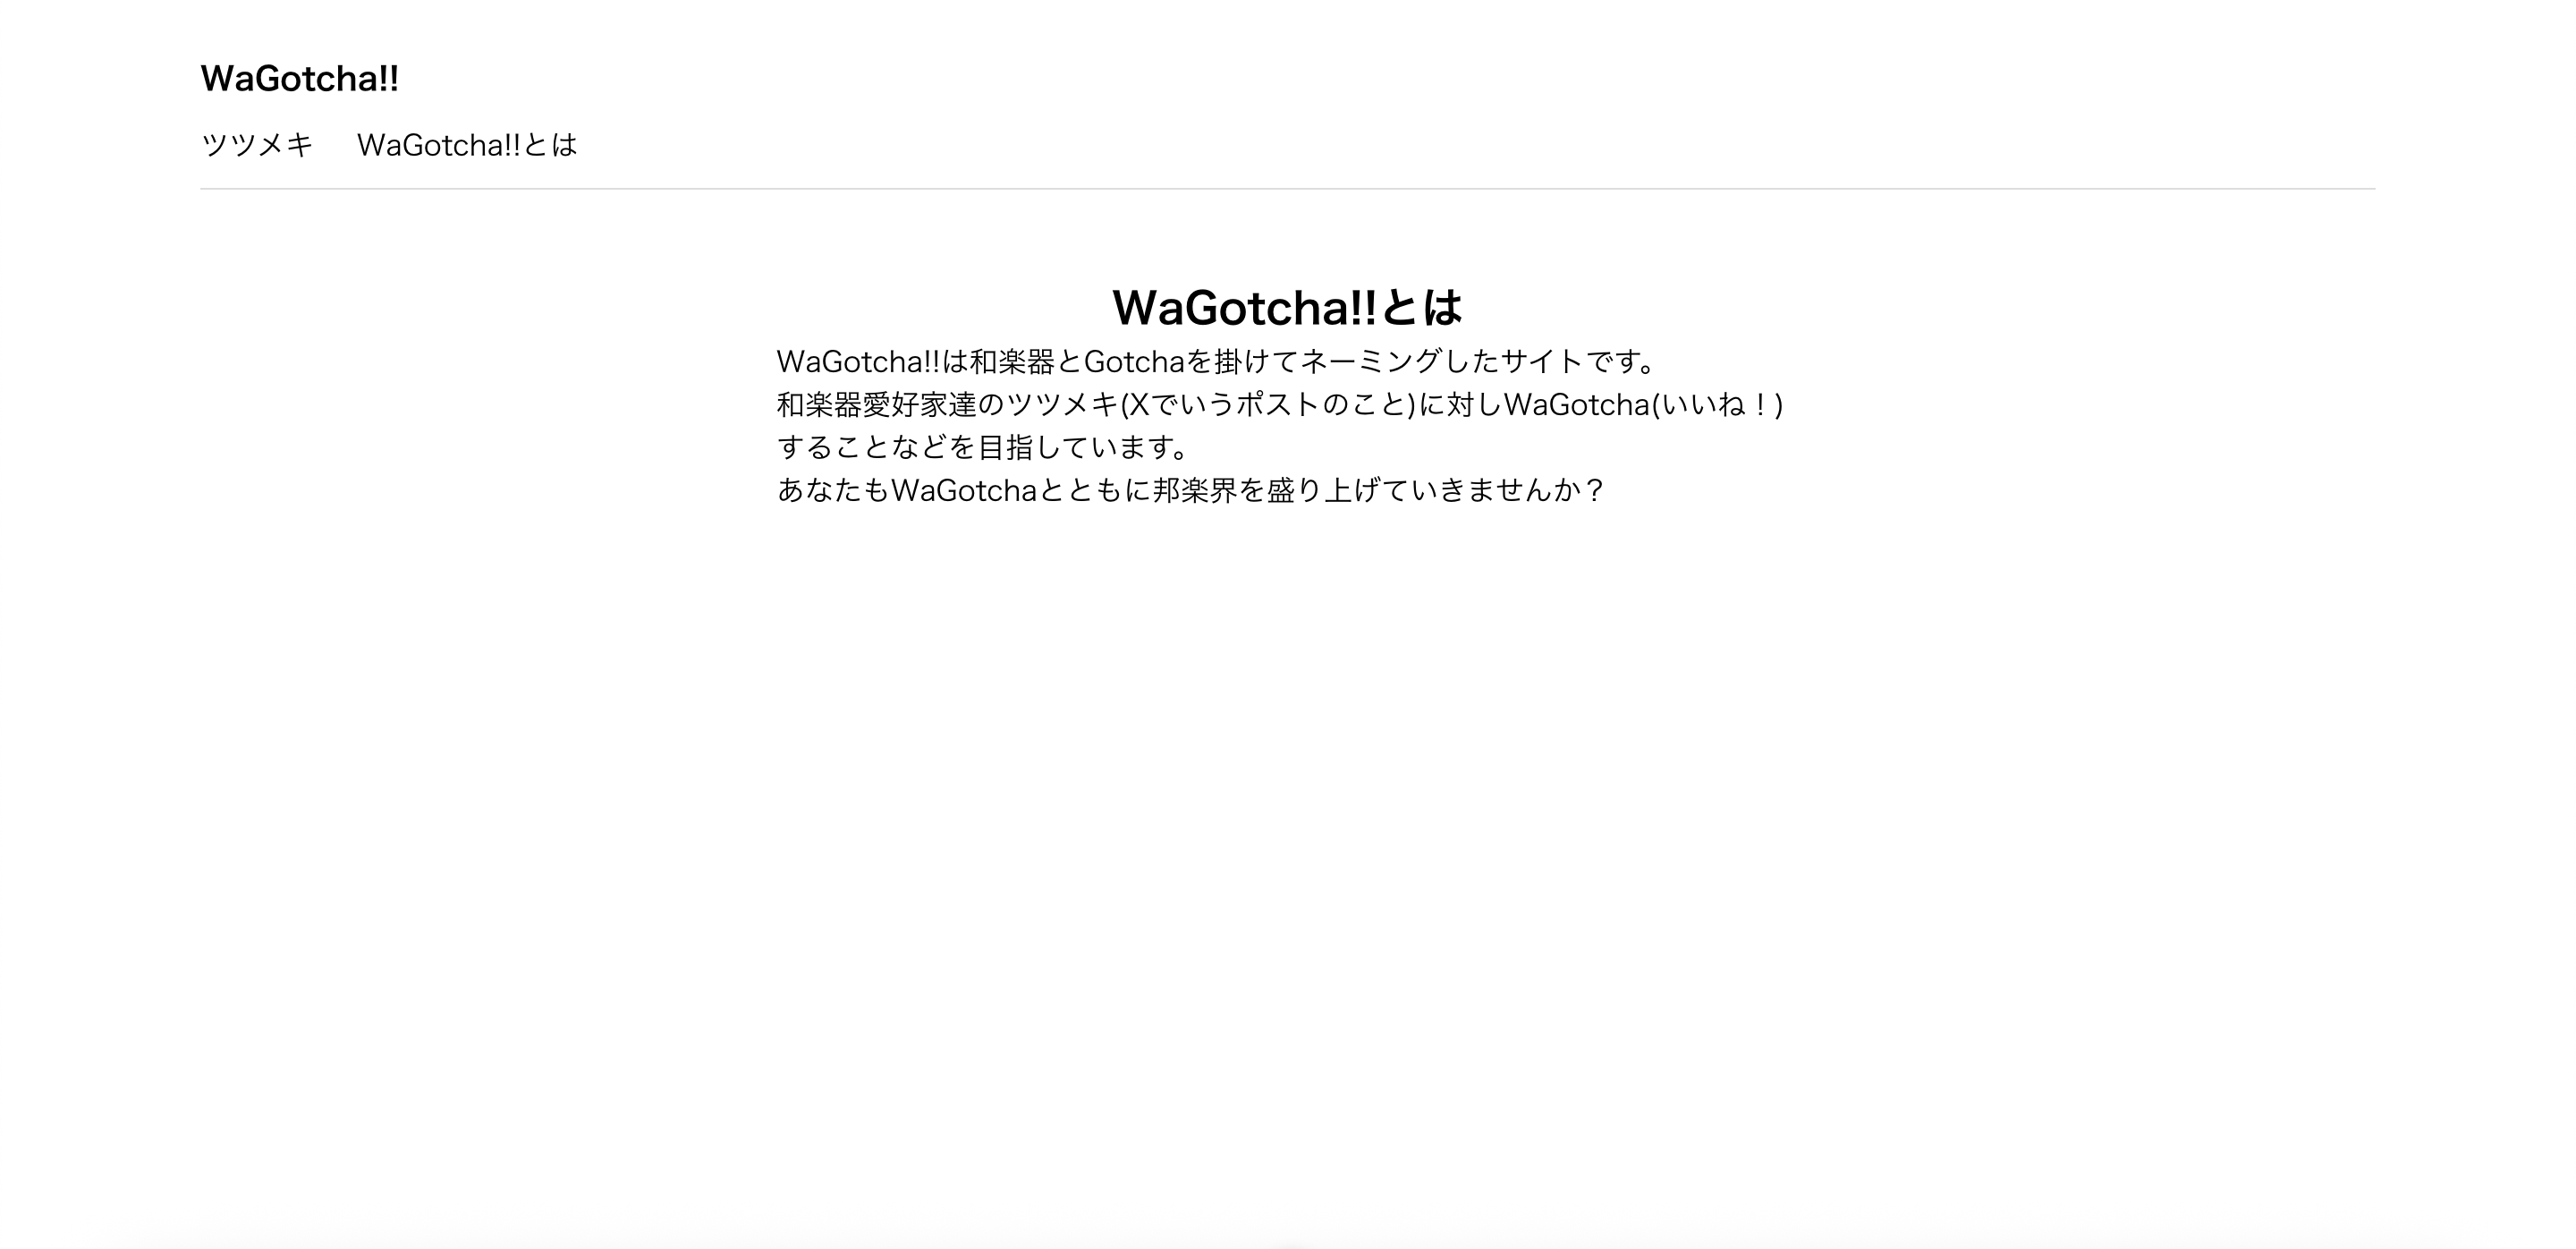 WaGotcha!!
ツツメキ WaGotcha!!とは
WaGotcha!!とは
WaGotcha!!は和楽器とGotchaを掛けてネーミングしたサイトです。
和楽器愛好家達のツツメキ(Xでいうポストのこと)に対しWaGotcha(いいね！)
することなどを目指しています。
あなたもWaGotchaとともに邦楽界を盛り上げていきませんか？